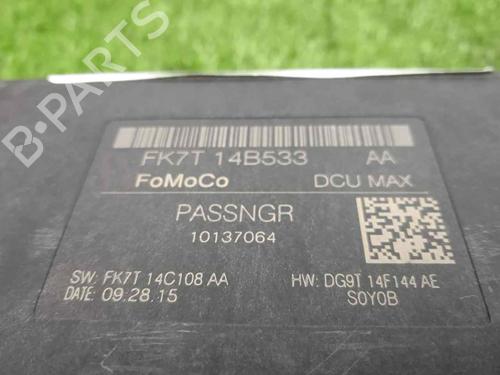 FK7T 14B533 AA
FoMoCo DCU MAX
PASSNGR
10137064
SW: FK7T 14C108 AA HW: DG9T 14F144 AE
DATE: 09.28.15 S0Y0B
B-PARTS